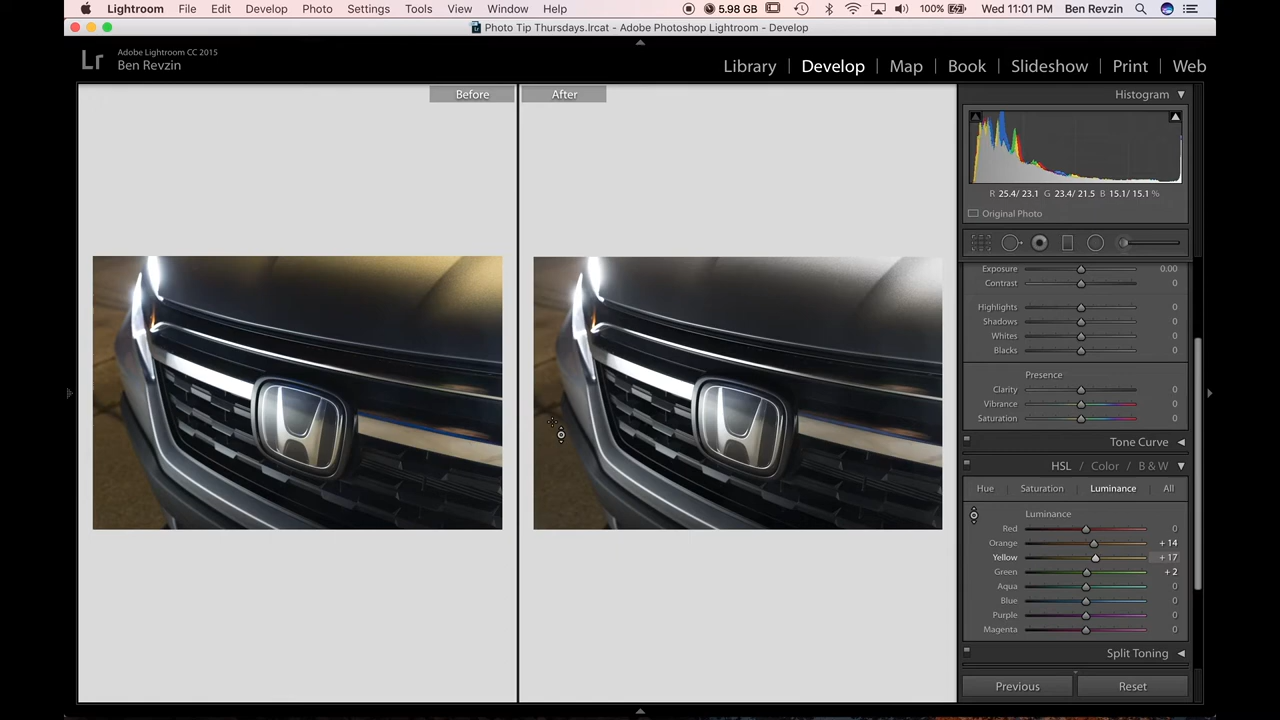 Lightroom File Edit Develop Photo Settings Tools View Window Help 5.98 GB 100% Wed 11:01 PM Ben Revzin
Photo Tip Thursdays.lrcat - Adobe Photoshop Lightroom - Develop
Lr Adobe Lightroom CC 2015
Ben Revzin
Library | Develop | Map | Book | Slideshow | Print | Web
Before After
Histogram
R 25.4/ 23.1 G 23.4/ 21.5 B 15.1/ 15.1 %
Original Photo
Exposure 0.00
Contrast 0
Highlights 0
Shadows 0
Whites 0
Blacks 0
Presence
Clarity 0
Vibrance 0
Saturation 0
Tone Curve
HSL / Color / B & W
Hue Saturation Luminance All
Luminance
Red 0
Orange + 14
Yellow + 17
Green + 2
Aqua 0
Blue 0
Purple 0
Magenta 0
Split Toning
Previous Reset